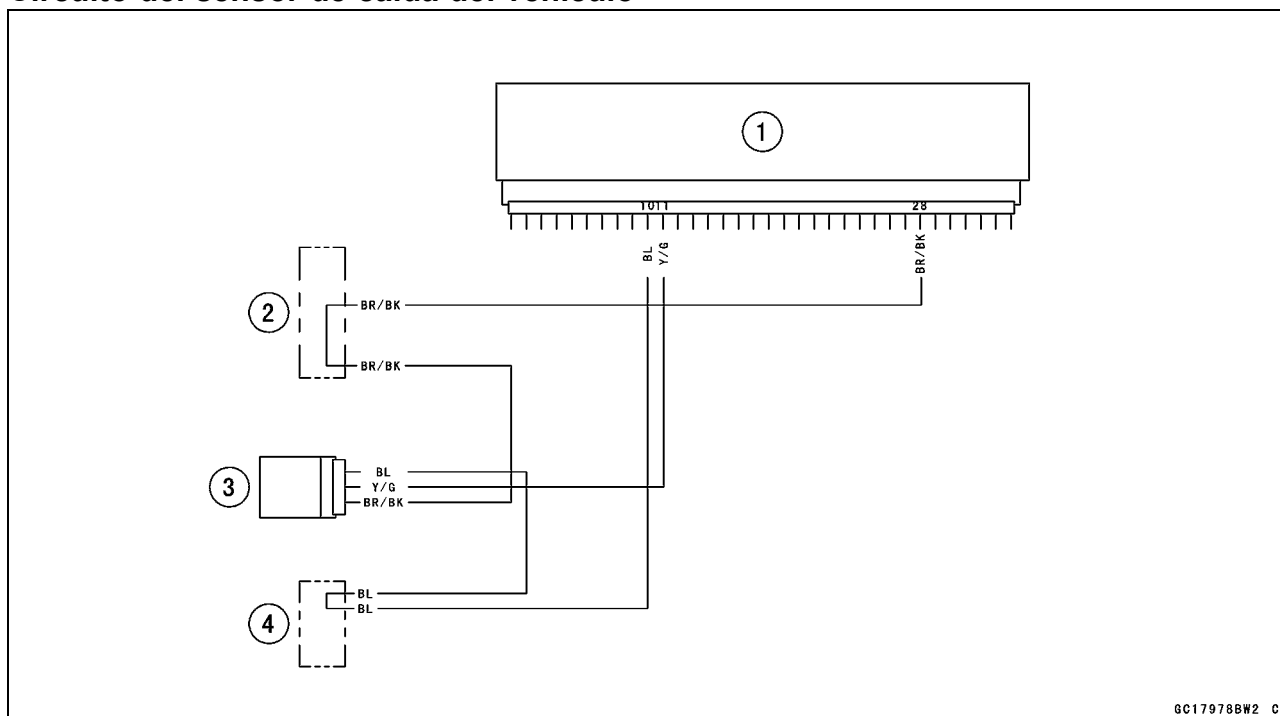 Circuito del sensor de caída del vehículo
1
10 11 28
BL
Y/G
BR/BK
2
BR/BK
BR/BK
3
BL
Y/G
BR/BK
4
BL
BL
GC17978BW2 C